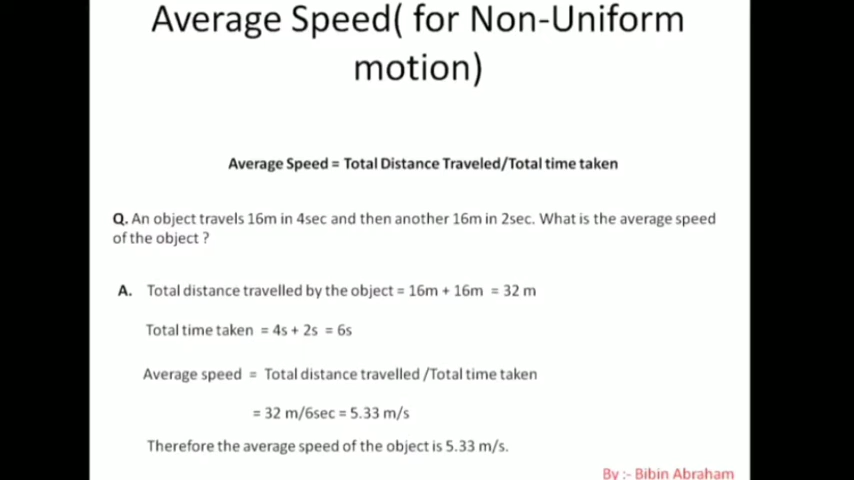 Average Speed( for Non-Uniform
motion)
Average Speed = Total Distance Traveled/Total time taken
Q. An object travels 16m in 4sec and then another 16m in 2sec. What is the average speed
of the object ?
A. Total distance travelled by the object = 16m + 16m = 32 m
Total time taken = 4s + 2s = 6s
Average speed = Total distance travelled /Total time taken
= 32 m/6sec = 5.33 m/s
Therefore the average speed of the object is 5.33 m/s.
By :- Bibin Abraham